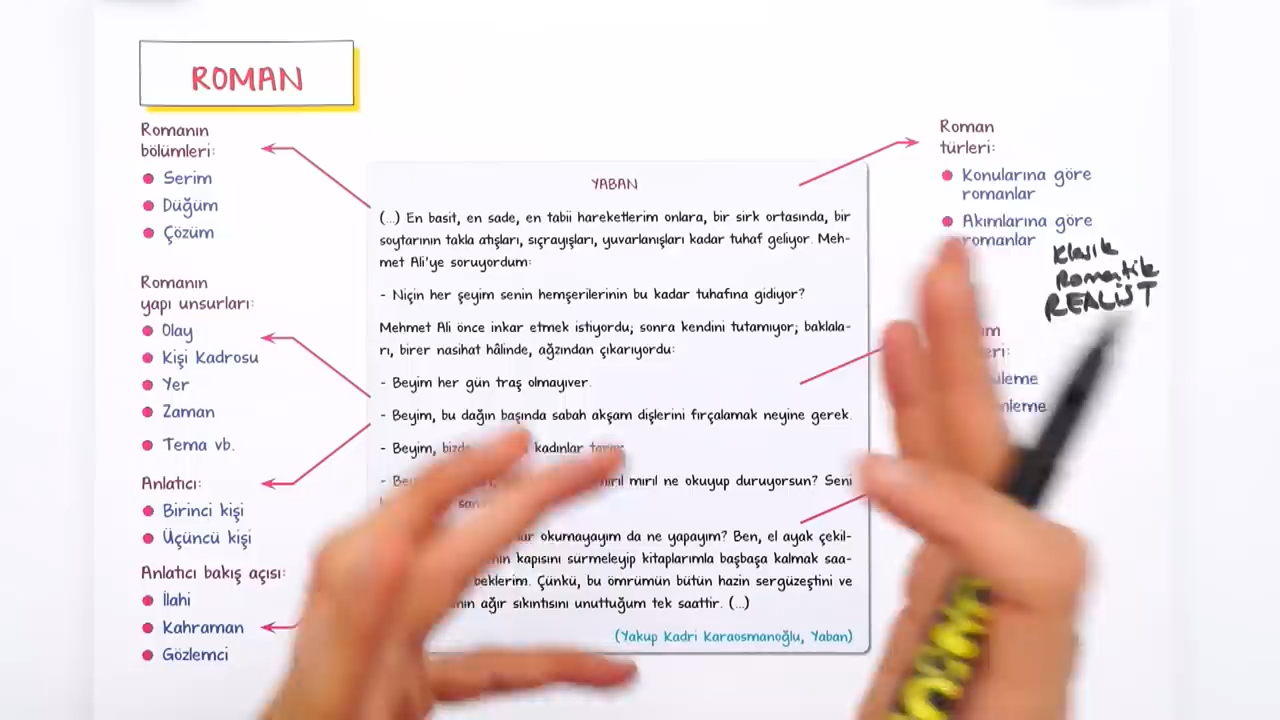 ROMAN
Romanın
bölümleri:
Serim
Düğüm
Çözüm
Romanın
yapı unsurları:
Olay
Kişi Kadrosu
Yer
Zaman
Tema vb.
Anlatıcı:
Birinci kişi
Üçüncü kişi
Anlatıcı bakış açısı:
İlahi
Kahraman
Gözlemci
YABAN
(...) En basit, en sade, en tabii hareketlerim onlara, bir sirk ortasında, bir
soytarının takla atışları, sıçrayışları, yuvarlanışları kadar tuhaf geliyor. Meh-
met Ali'ye soruyordum:
- Niçin her şeyim senin hemşerilerinin bu kadar tuhafına gidiyor?
Mehmet Ali önce inkar etmek istiyordu; sonra kendini tutamıyor; baklala-
rı, birer nasihat hâlinde, ağzından çıkarıyordu:
- Beyim her gün traş olmayıver.
- Beyim, bu dağın başında sabah akşam dişlerini fırçalamak neyine gerek.
- Beyim, kadınlar
mırıl ne okuyup duruyorsun? Seni
okumayayım da ne yapayım? Ben, el ayak çekil-
kapısını sürmeleyip kitaplarımla başbaşa kalmak saa-
beklerim. Çünkü, bu ömrümün bütün hazin sergüzeştini ve
ağır sıkıntısını unuttuğum tek saattir. (...)
(Yakup Kadri Karaosmanoğlu, Yaban)
Roman
türleri:
Konularına göre
romanlar
Akımlarına göre
romanlar
Klasik
Romantik
REALİST